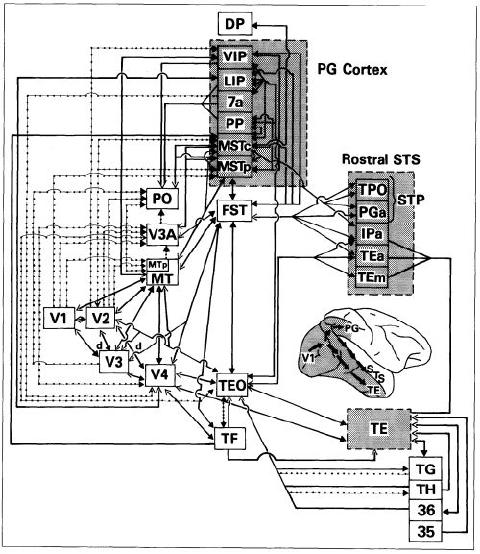 DP
VIP
PG Cortex
LIP
7a
PP
MSTc
MSTp
Rostral STS
TPO
STP
PGa
IPa
TEa
TEm
PO
FST
V3A
MTp
MT
V1
V2
d
d
V3
V4
TEO
TF
PG
V1
STS
TE
TE
TG
TH
36
35